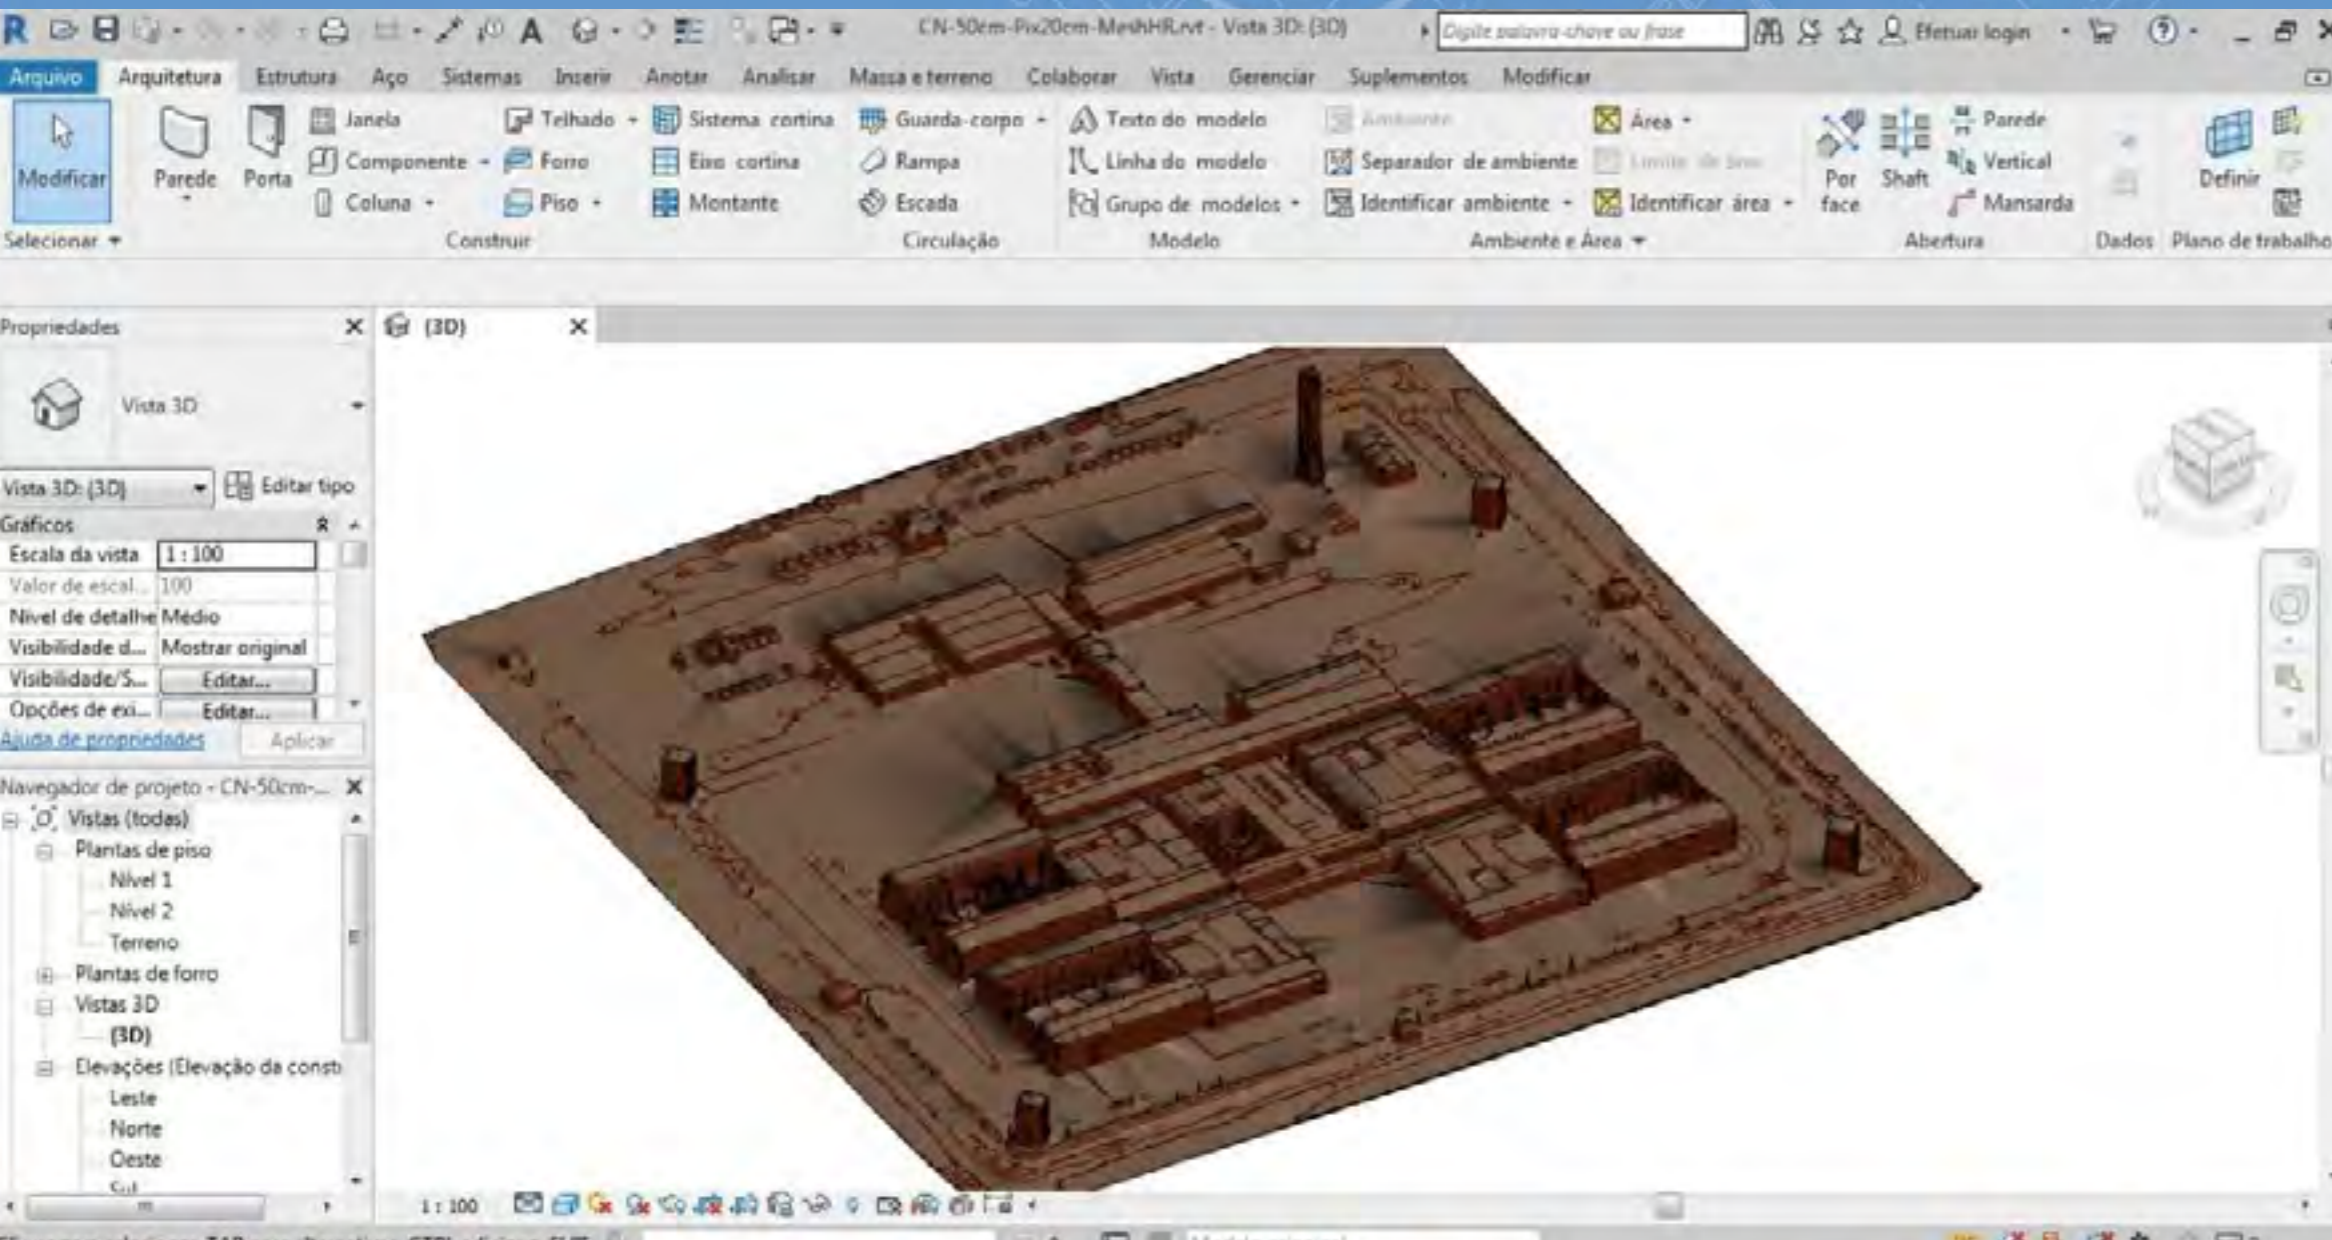 CN-50cm-Pix20cm-MeshHR.rvt - Vista 3D: {3D}
Digite palavra-chave ou frase
Efetuar login
Arquivo Arquitetura Estrutura Aço Sistemas Inserir Anotar Analisar Massa e terreno Colaborar Vista Gerenciar Suplementos Modificar
Janela Telhado Sistema cortina Guarda-corpo Texto do modelo Ambiente Área Parede
Modificar Parede Porta Componente Forro Eixo cortina Rampa Linha do modelo Separador de ambiente Limite de área Por face Shaft Vertical Definir
Coluna Piso Montante Escada Grupo de modelos Identificar ambiente Identificar área Mansarda
Selecionar Construir Circulação Modelo Ambiente e Área Abertura Dados Plano de trabalho
Propriedades
{3D}
Vista 3D
Vista 3D: {3D} Editar tipo
Gráficos
Escala da vista 1 : 100
Valor de escal... 100
Nível de detalhe Médio
Visibilidade d... Mostrar original
Visibilidade/S... Editar...
Opções de exi... Editar...
Ajuda de propriedades Aplicar
Navegador de projeto - CN-50cm-...
Vistas (todas)
Plantas de piso
Nível 1
Nível 2
Terreno
Plantas de forro
Vistas 3D
{3D}
Elevações (Elevação da constr
Leste
Norte
Oeste
Sul
1 : 100